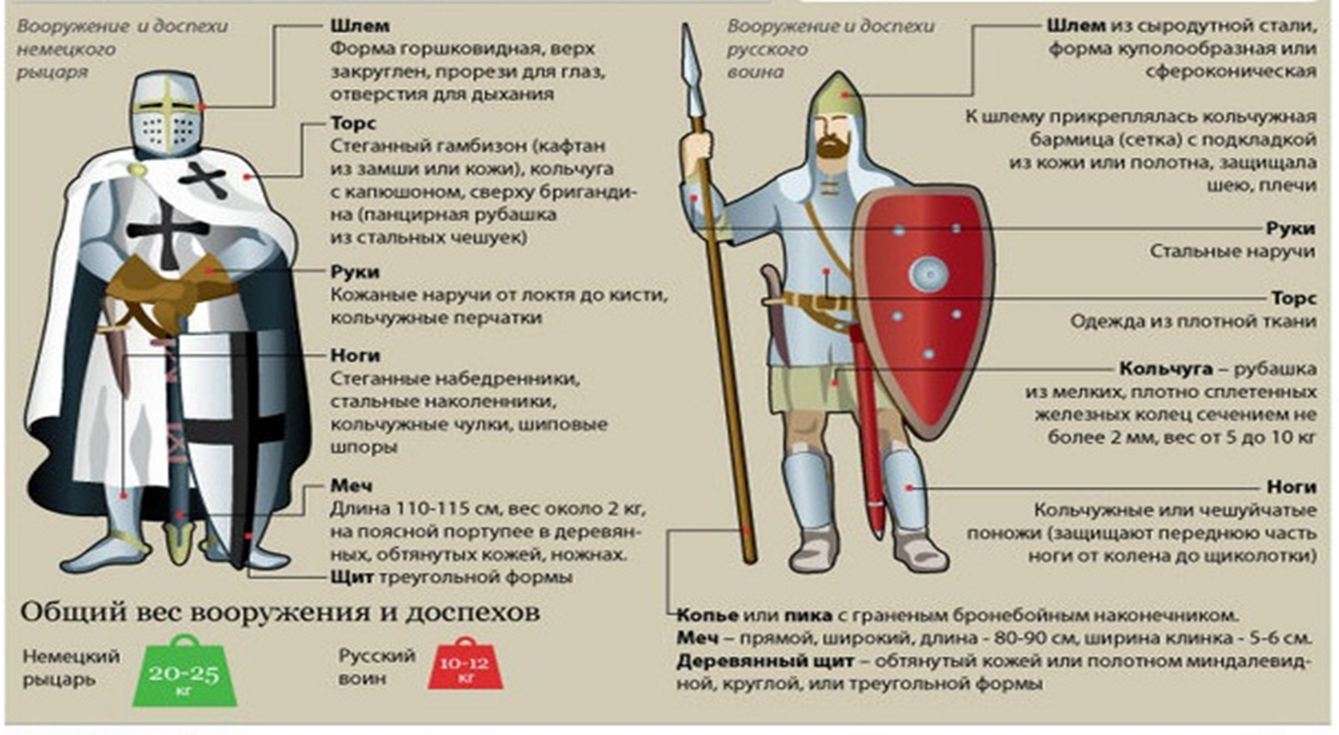 Вооружение и доспехи
немецкого
рыцаря
Шлем
Форма горшковидная, верх
закруглен, прорези для глаз,
отверстия для дыхания
Торс
Стеганный гамбизон (кафтан
из замши или кожи), кольчуга
с капюшоном, сверху бриганди-
на (панцирная рубашка
из стальных чешуек)
Руки
Кожаные наручи от локтя до кисти,
кольчужные перчатки
Ноги
Стеганные набедренники,
стальные наколенники,
кольчужные чулки, шиповые
шпоры
Меч
Длина 110-115 см, вес около 2 кг,
на поясной портупее в деревян-
ных, обтянутых кожей, ножнах.
Щит треугольной формы
Общий вес вооружения и доспехов
Немецкий
рыцарь
20-25
кг
Русский
воин
10-12
кг
Вооружение и доспехи
русского
воина
Шлем из сыродутной стали,
форма куполообразная или
сфероконическая
К шлему прикреплялась кольчужная
бармица (сетка) с подкладкой
из кожи или полотна, защищала
шею, плечи
Руки
Стальные наручи
Торс
Одежда из плотной ткани
Кольчуга – рубашка
из мелких, плотно сплетенных
железных колец сечением не
более 2 мм, вес от 5 до 10 кг
Ноги
Кольчужные или чешуйчатые
поножи (защищают переднюю часть
ноги от колена до щиколотки)
Копье или пика с граненым бронебойным наконечником.
Меч – прямой, широкий, длина - 80-90 см, ширина клинка - 5-6 см.
Деревянный щит – обтянутый кожей или полотном миндалевид-
ной, круглой, или треугольной формы